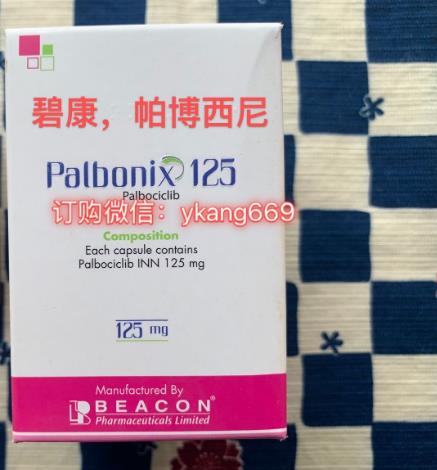 碧康，帕博西尼
Palbonix 125
Palbociclib
订购微信：ykang669
Composition
Each capsule contains
Palbociclib INN 125 mg
125 mg
Manufactured By
BEACON®
Pharmaceuticals Limited